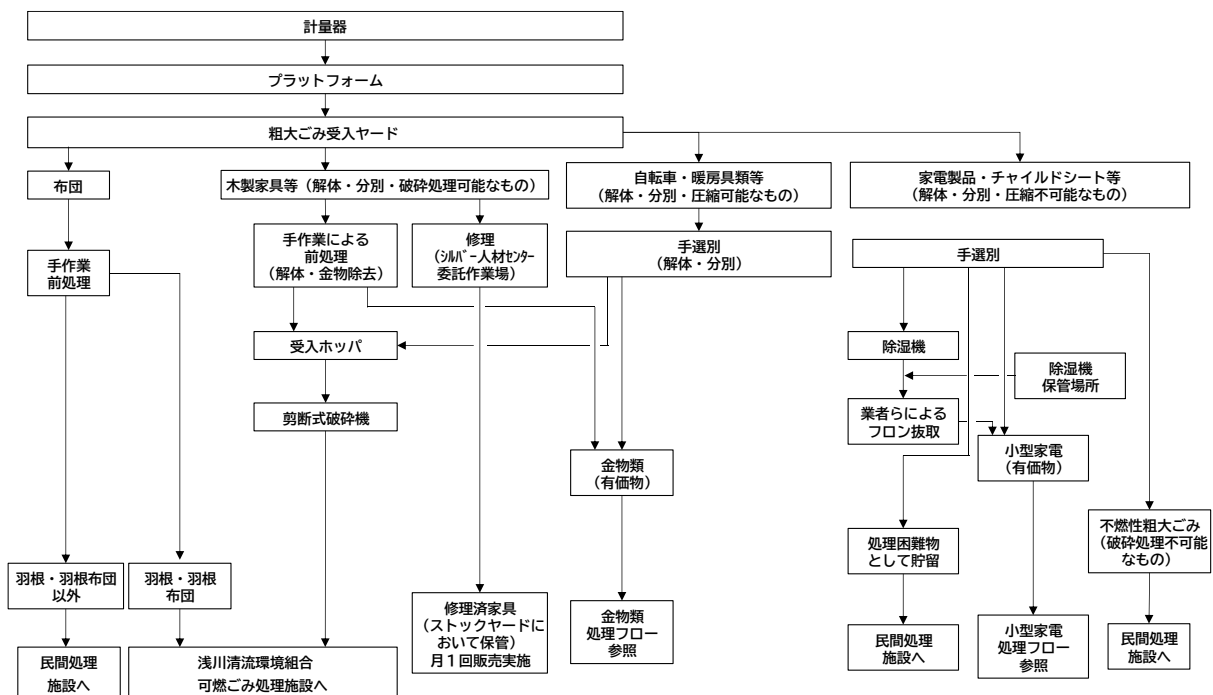 計量器
プラットフォーム
粗大ごみ受入ヤード
布団
木製家具等（解体・分別・破砕処理可能なもの）
自転車・暖房具類等
（解体・分別・圧縮可能なもの）
家電製品・チャイルドシート等
（解体・分別・圧縮不可能なもの）
手作業
前処理
手作業による
前処理
（解体・金物除去）
修理
（ｼﾙﾊﾞｰ人材ｾﾝﾀｰ
委託作業場）
手選別
（解体・分別）
手選別
受入ホッパ
除湿機
除湿機
保管場所
剪断式破砕機
業者らによる
フロン抜取
金物類
（有価物）
小型家電
（有価物）
処理困難物
として貯留
不燃性粗大ごみ
（破砕処理不可能
なもの）
羽根・羽根布団
以外
羽根・羽根
布団
修理済家具
（ストックヤードに
おいて保管）
月１回販売実施
金物類
処理フロー
参照
民間処理
施設へ
小型家電
処理フロー
参照
民間処理
施設へ
民間処理
施設へ
浅川清流環境組合
可燃ごみ処理施設へ